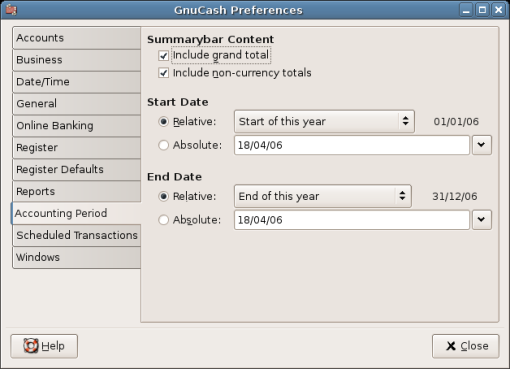 GnuCash Preferences
Accounts
Business
Date/Time
General
Online Banking
Register
Register Defaults
Reports
Accounting Period
Scheduled Transactions
Windows
Summarybar Content
Include grand total
Include non-currency totals
Start Date
Relative: Start of this year 01/01/06
Absolute: 18/04/06
End Date
Relative: End of this year 31/12/06
Absolute: 18/04/06
Help
Close